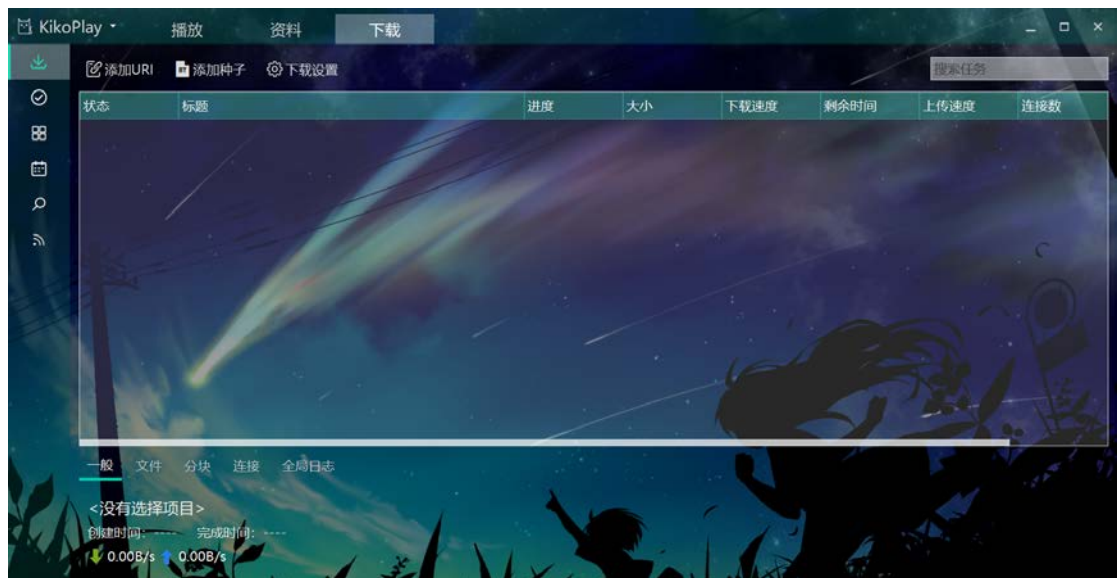 KikoPlay 播放 资料 下载
添加URI 添加种子 下载设置 搜索任务
状态 标题 进度 大小 下载速度 剩余时间 上传速度 连接数
一般 文件 分块 连接 全局日志
<没有选择项目>
创建时间: ---- 完成时间: ----
0.00B/s 0.00B/s